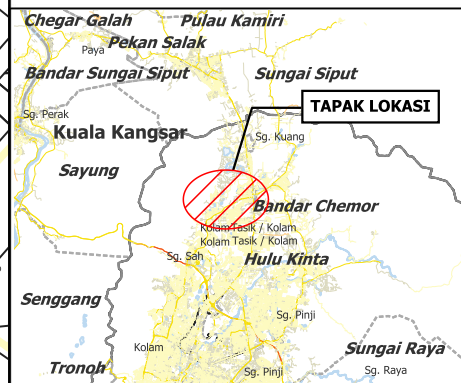 Chegar Galah
Pulau Kamiri
Paya
Pekan Salak
Bandar Sungai Siput
Sungai Siput
TAPAK LOKASI
Sg. Perak
Kuala Kangsar
Sg. Kuang
Sayung
Bandar Chemor
Kolam Tasik / Kolam
Kolam Tasik / Kolam
Sg. Sah
Hulu Kinta
Senggang
Sg. Pinji
Kolam
Sungai Raya
Tronoh
Sg. Pinji
Sg. Raya